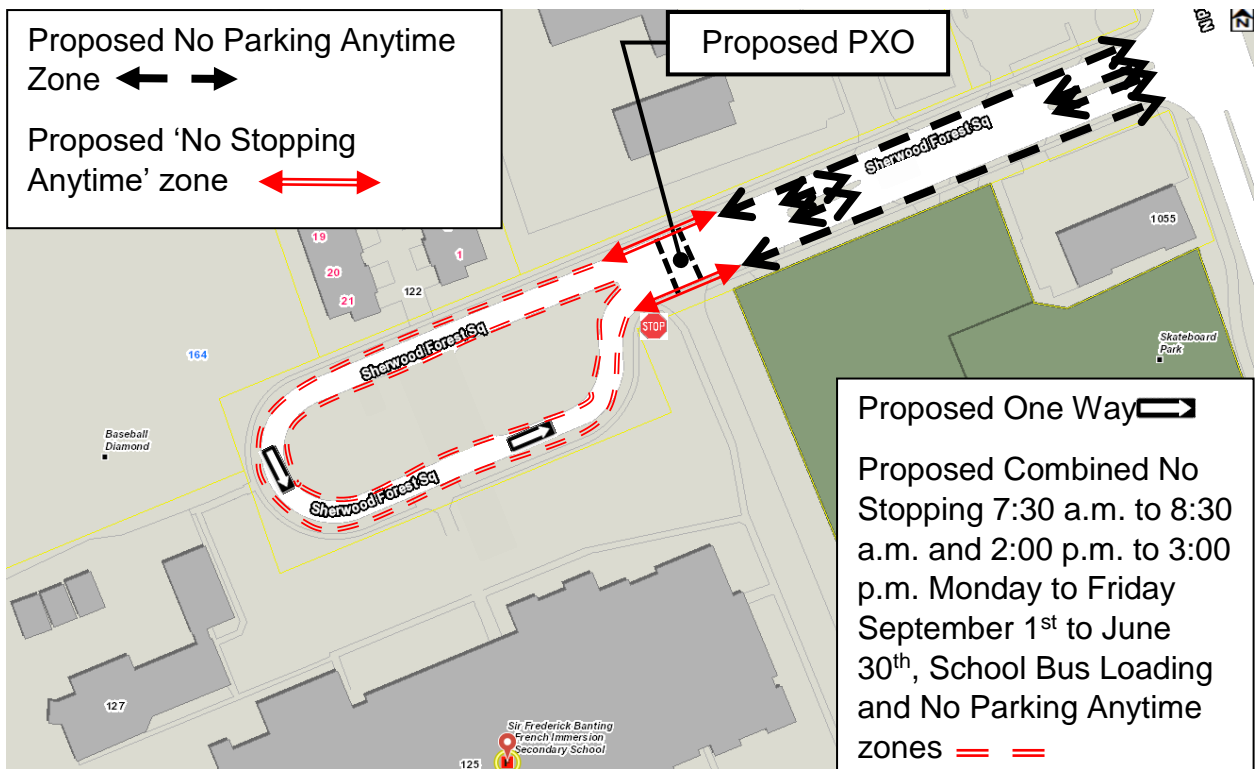 Proposed No Parking Anytime
Zone
Proposed ‘No Stopping
Anytime’ zone
Proposed PXO
N
Sherwood Forest Sq
1055
Skateboard
Park
19
20
21
1
122
164
STOP
Sherwood Forest Sq
Baseball
Diamond
Sherwood Forest Sq
127
Sir Frederick Banting
French Immersion
Secondary School
125
Proposed One Way
Proposed Combined No
Stopping 7:30 a.m. to 8:30
a.m. and 2:00 p.m. to 3:00
p.m. Monday to Friday
September 1st to June
30th, School Bus Loading
and No Parking Anytime
zones